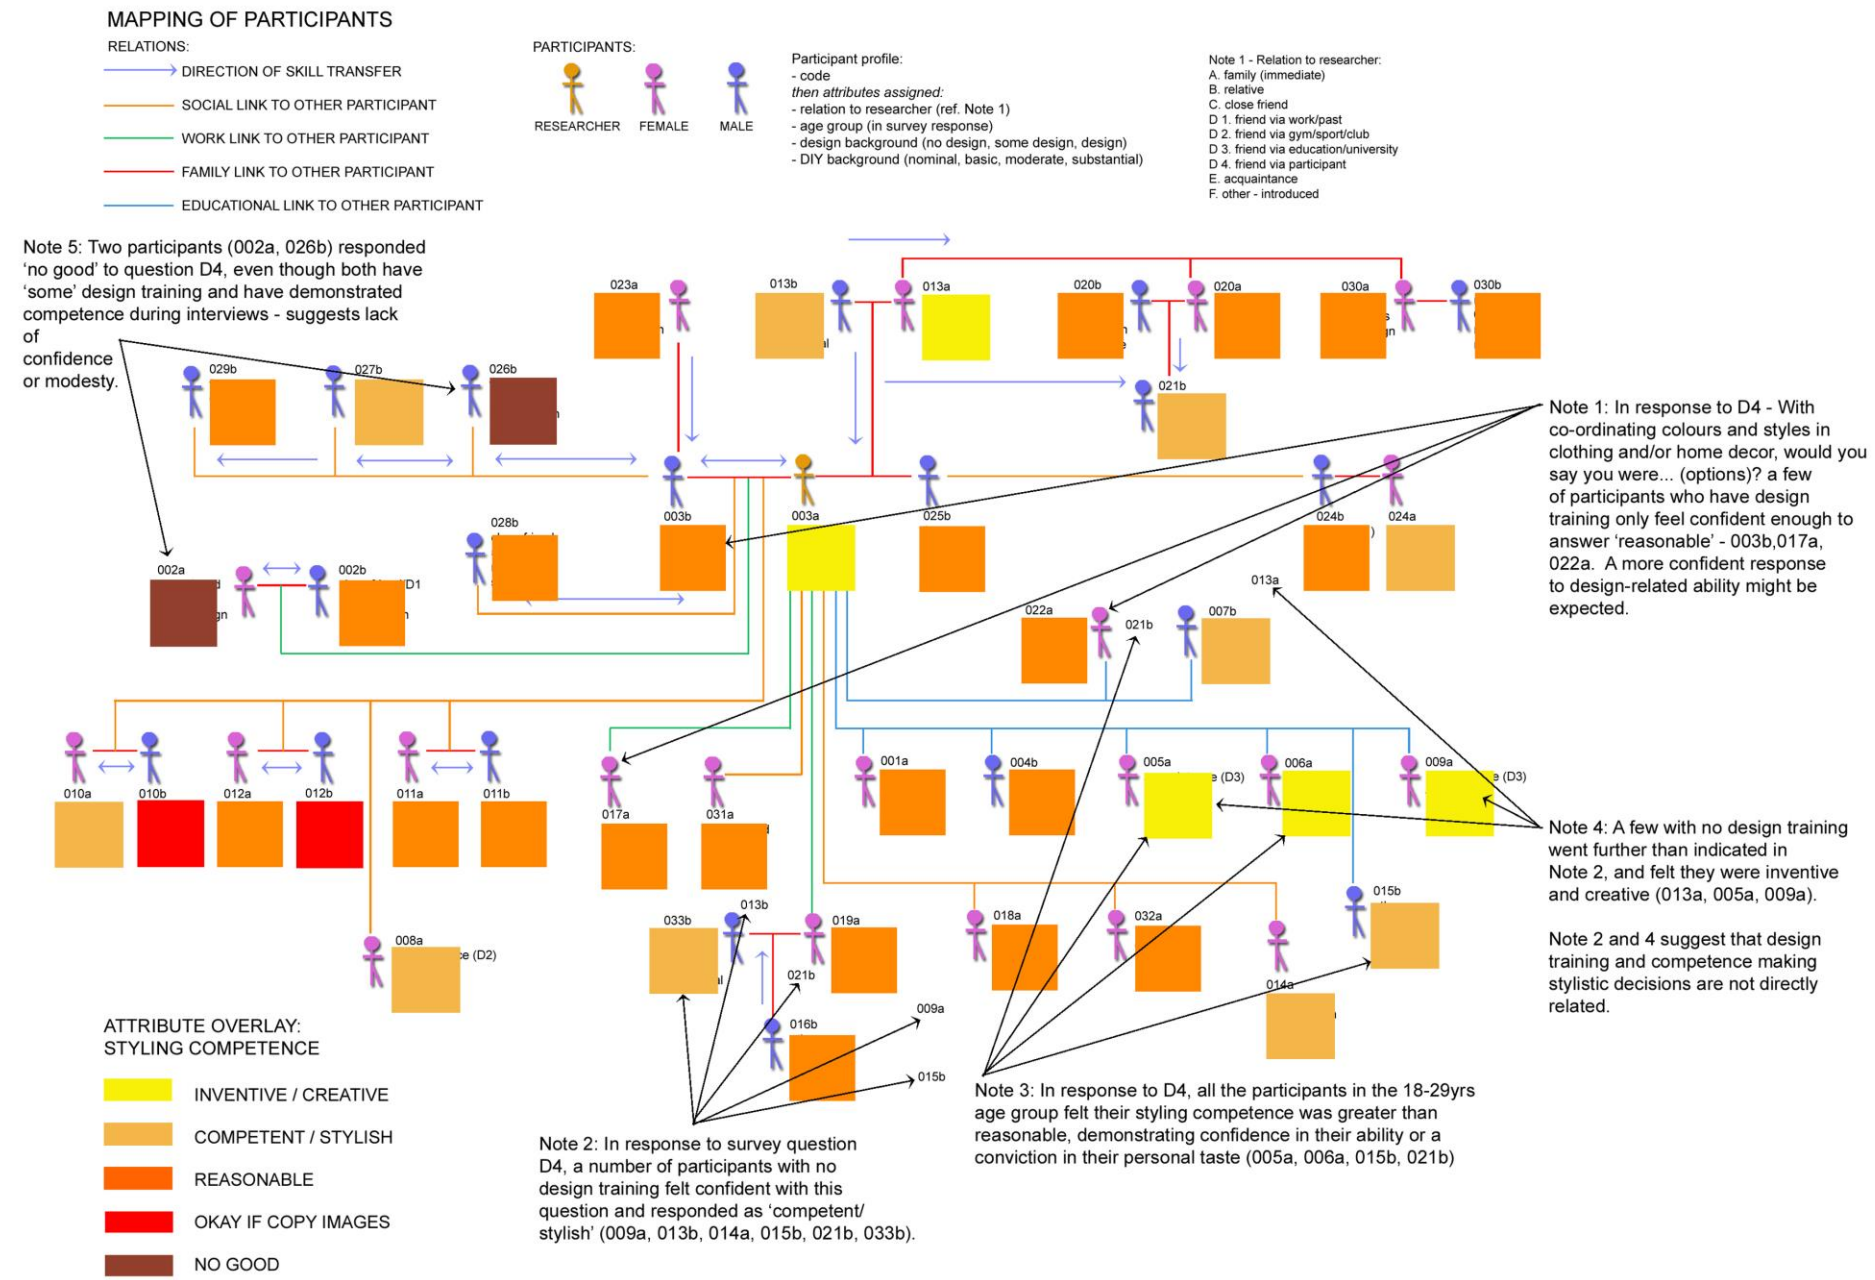 MAPPING OF PARTICIPANTS
RELATIONS:
DIRECTION OF SKILL TRANSFER
SOCIAL LINK TO OTHER PARTICIPANT
WORK LINK TO OTHER PARTICIPANT
FAMILY LINK TO OTHER PARTICIPANT
EDUCATIONAL LINK TO OTHER PARTICIPANT
PARTICIPANTS:
RESEARCHER FEMALE MALE
Participant profile:
- code
then attributes assigned:
- relation to researcher (ref. Note 1)
- age group (in survey response)
- design background (no design, some design, design)
- DIY background (nominal, basic, moderate, substantial)
Note 1 - Relation to researcher:
A. family (immediate)
B. relative
C. close friend
D 1. friend via work/past
D 2. friend via gym/sport/club
D 3. friend via education/university
D 4. friend via participant
E. acquaintance
F. other - introduced
Note 5: Two participants (002a, 026b) responded
‘no good’ to question D4, even though both have
‘some’ design training and have demonstrated
competence during interviews - suggests lack
of
confidence
or modesty.
023a 013b 013a 020b 020a 030a 030b
029b 027b 026b 021b
003b 003a 025b 024b 024a
028b
002a 002b
Note 1: In response to D4 - With
co-ordinating colours and styles in
clothing and/or home decor, would you
say you were... (options)? a few
of participants who have design
training only feel confident enough to
answer ‘reasonable’ - 003b,017a,
022a. A more confident response
to design-related ability might be
expected.
013a
022a 021b 007b
010a 010b 012a 012b 011a 011b
017a 031a
001a 004b 005a e (D3) 006a 009a e (D3)
Note 4: A few with no design training
went further than indicated in
Note 2, and felt they were inventive
and creative (013a, 005a, 009a).
Note 2 and 4 suggest that design
training and competence making
stylistic decisions are not directly
related.
015b
008a ce (D2)
033b 013b 019a 018a 032a
021b 014a
016b 009a
015b
ATTRIBUTE OVERLAY:
STYLING COMPETENCE
INVENTIVE / CREATIVE
COMPETENT / STYLISH
REASONABLE
OKAY IF COPY IMAGES
NO GOOD
Note 2: In response to survey question
D4, a number of participants with no
design training felt confident with this
question and responded as ‘competent/
stylish’ (009a, 013b, 014a, 015b, 021b, 033b).
Note 3: In response to D4, all the participants in the 18-29yrs
age group felt their styling competence was greater than
reasonable, demonstrating confidence in their ability or a
conviction in their personal taste (005a, 006a, 015b, 021b)